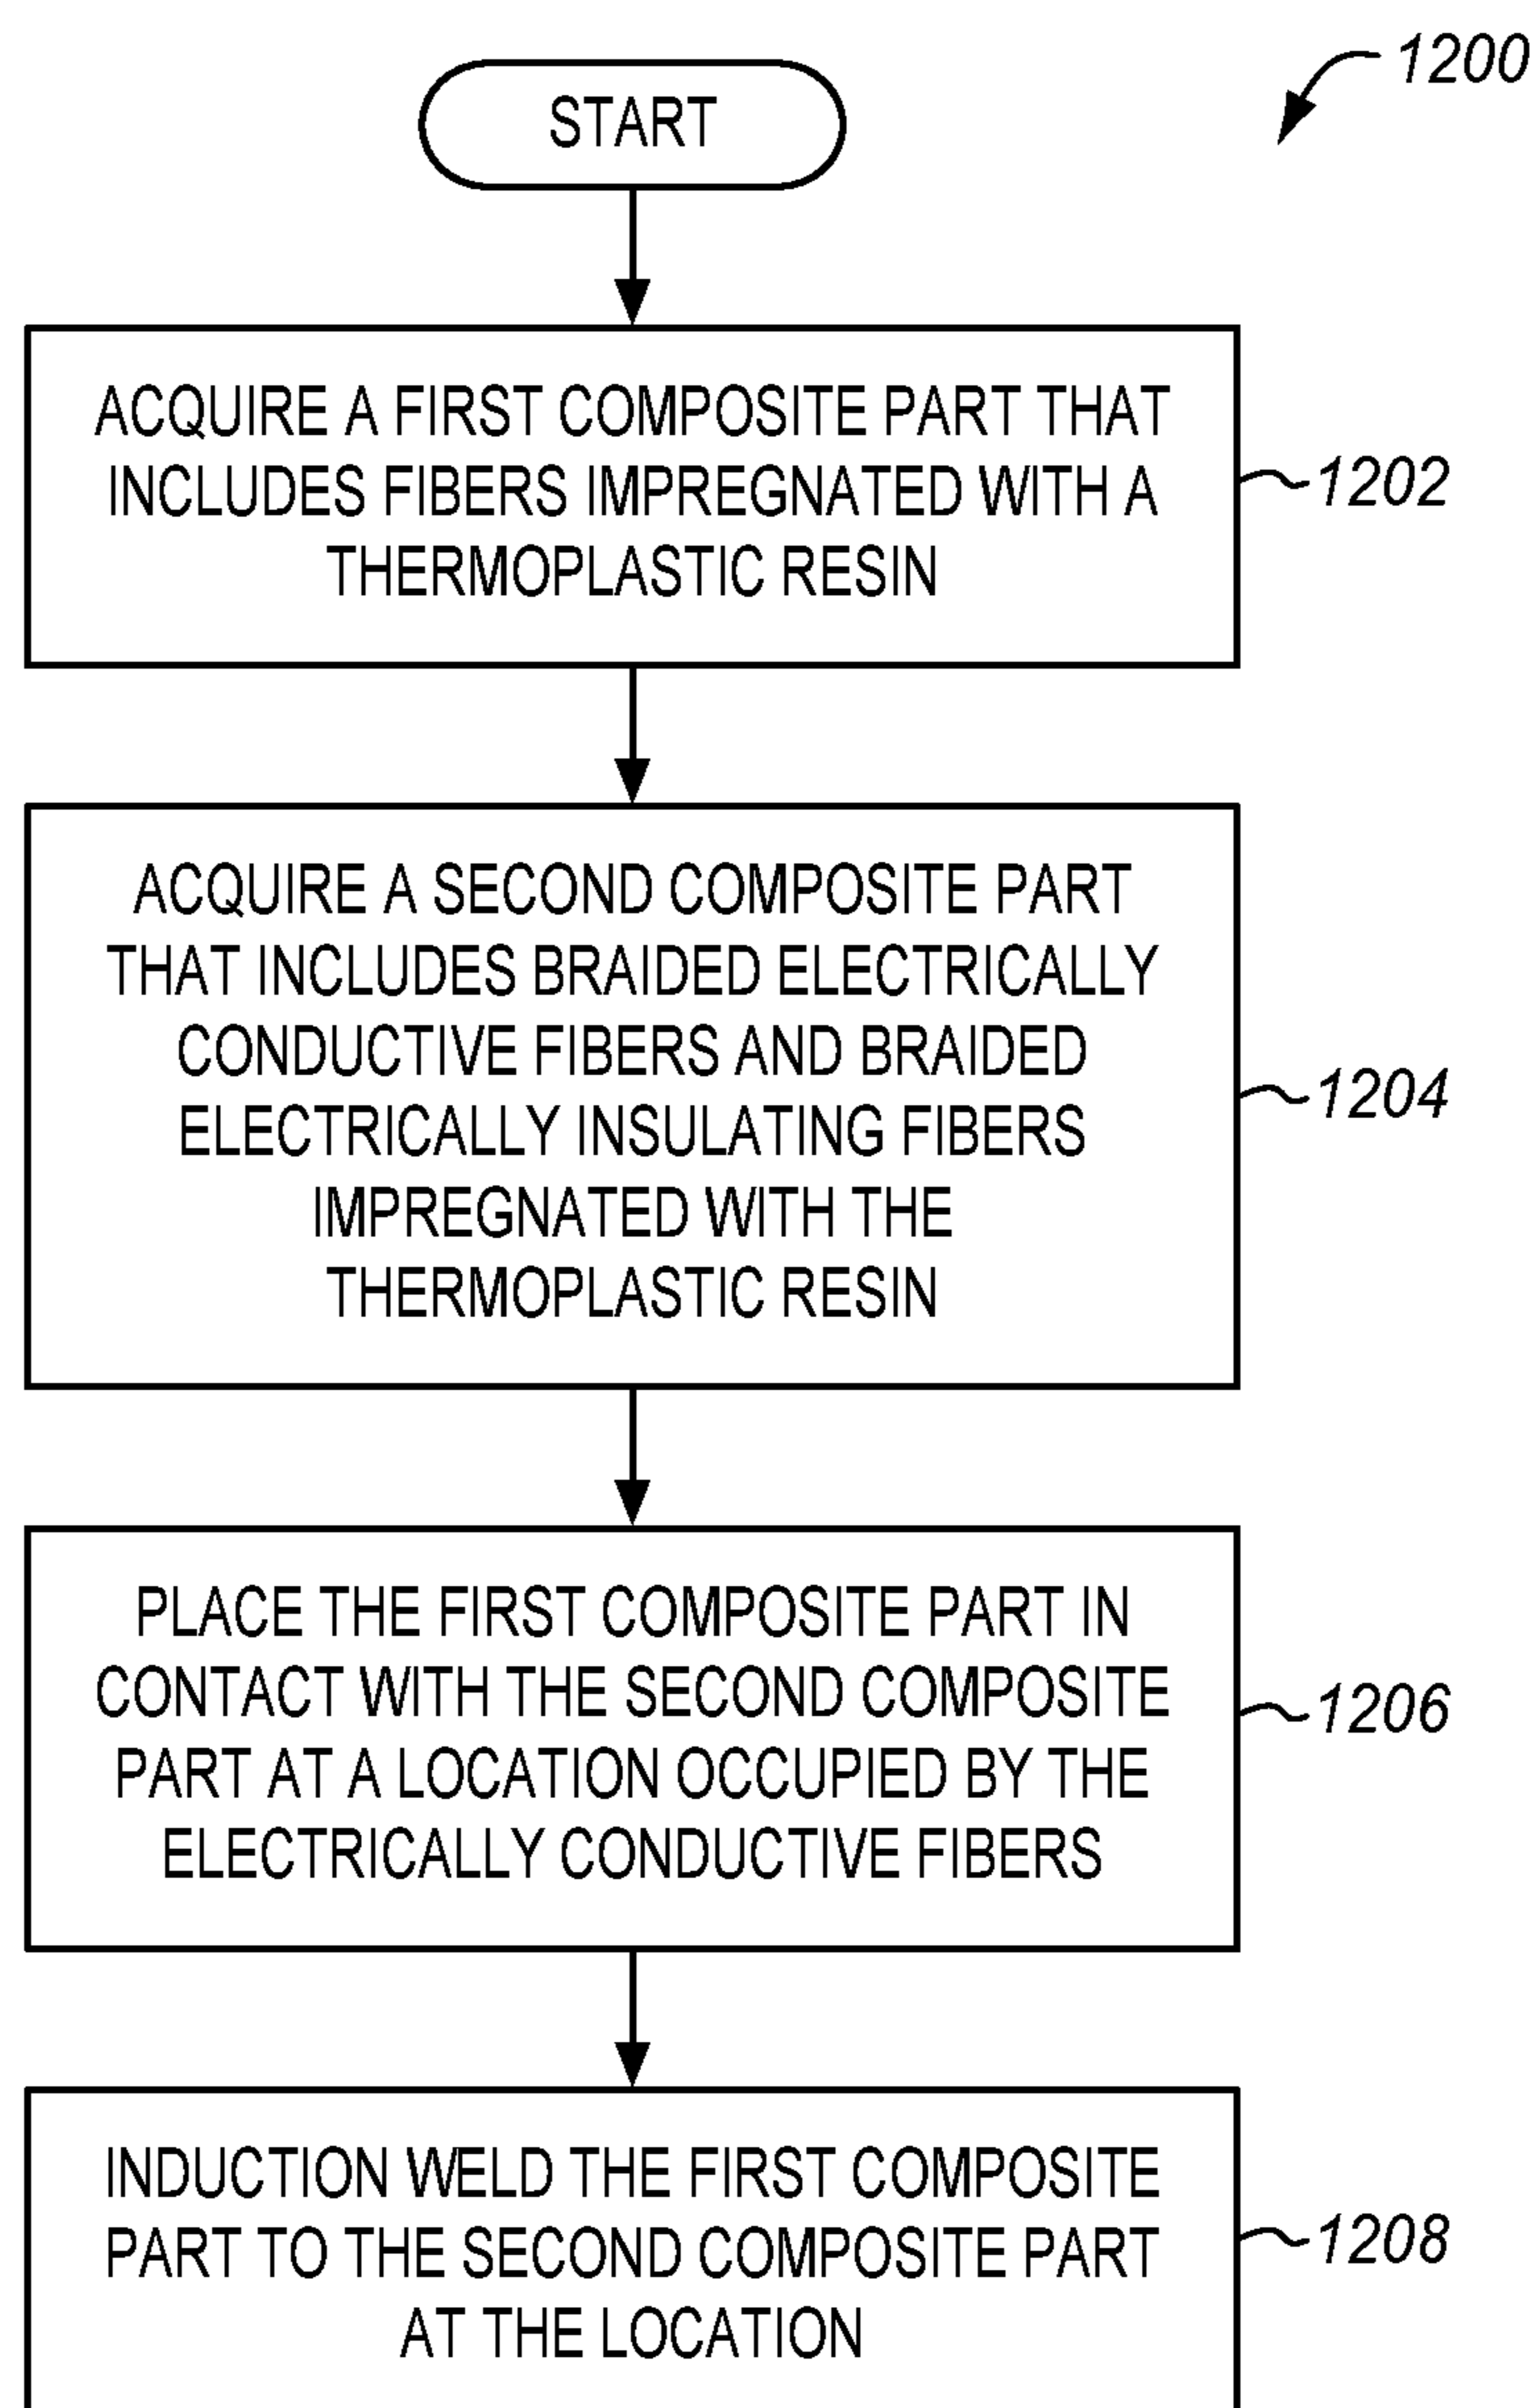 1200
START
ACQUIRE A FIRST COMPOSITE PART THAT
INCLUDES FIBERS IMPREGNATED WITH A
THERMOPLASTIC RESIN
1202
ACQUIRE A SECOND COMPOSITE PART
THAT INCLUDES BRAIDED ELECTRICALLY
CONDUCTIVE FIBERS AND BRAIDED
ELECTRICALLY INSULATING FIBERS
IMPREGNATED WITH THE
THERMOPLASTIC RESIN
1204
PLACE THE FIRST COMPOSITE PART IN
CONTACT WITH THE SECOND COMPOSITE
PART AT A LOCATION OCCUPIED BY THE
ELECTRICALLY CONDUCTIVE FIBERS
1206
INDUCTION WELD THE FIRST COMPOSITE
PART TO THE SECOND COMPOSITE PART
AT THE LOCATION
1208